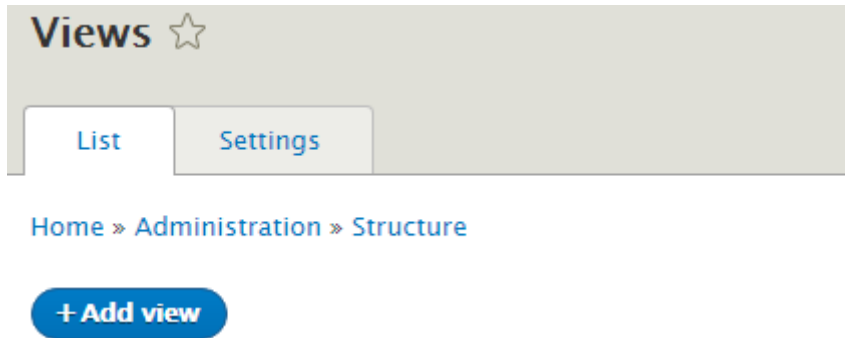 Views
List Settings
Home » Administration » Structure
+ Add view